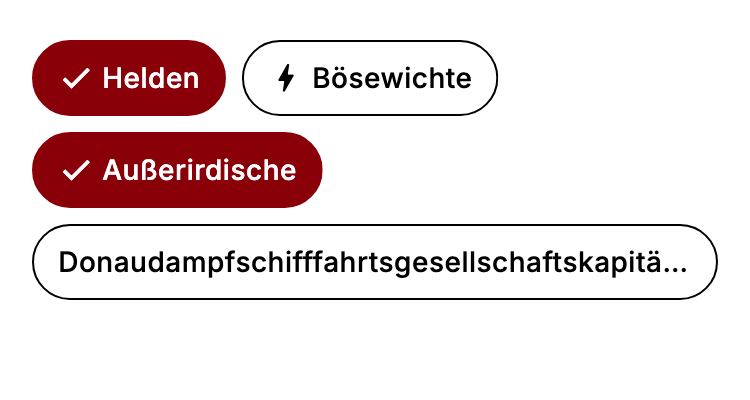 Helden Bösewichte
Außerirdische
Donaudampfschifffahrtsgesellschaftskapitä...